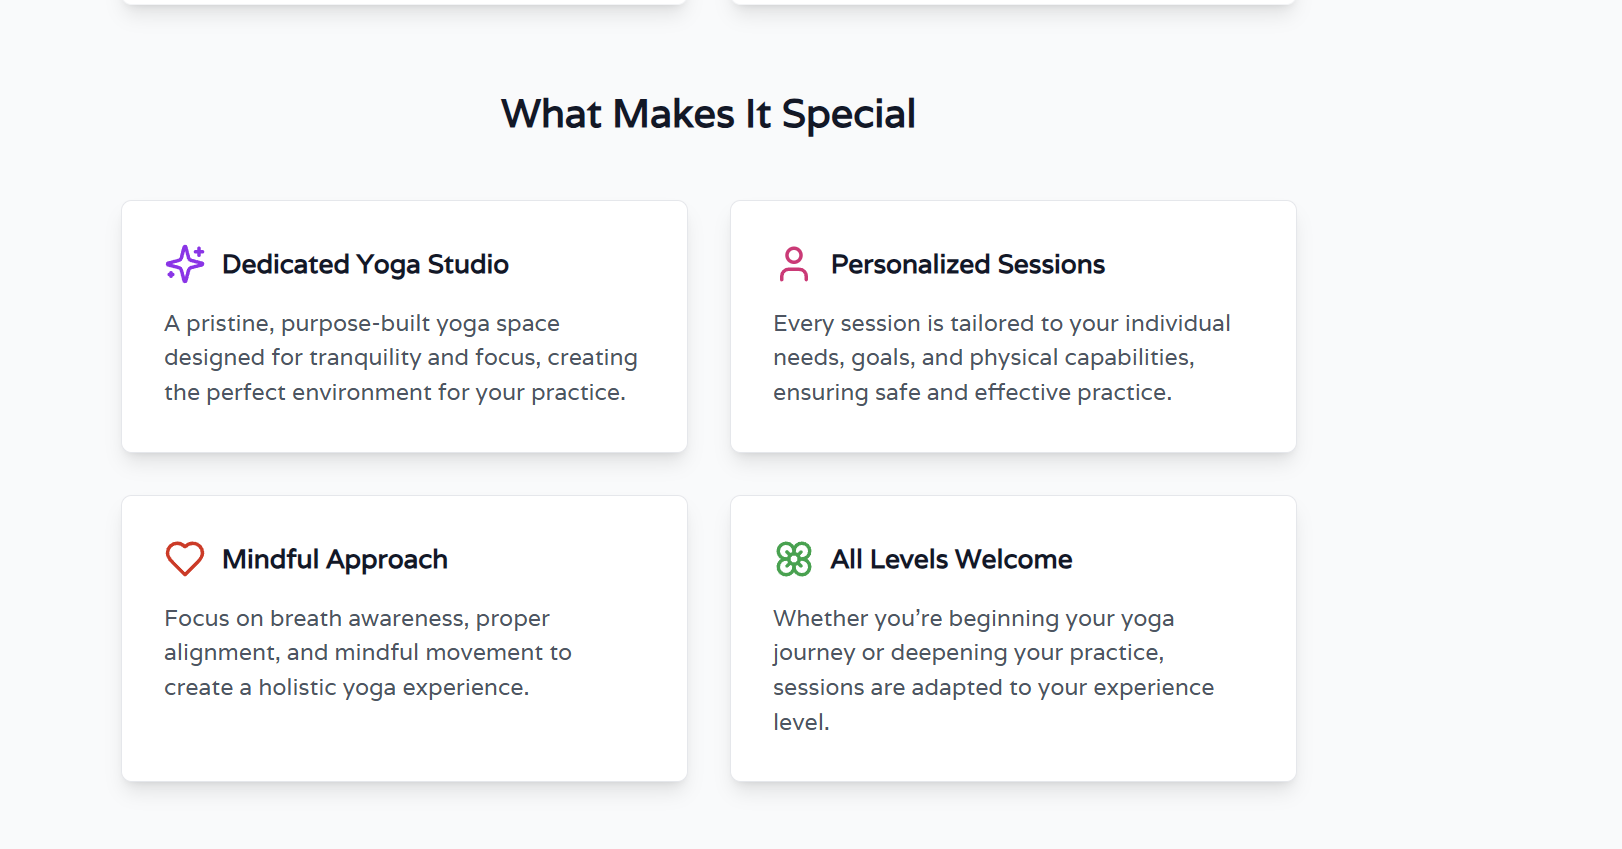 What Makes It Special
Dedicated Yoga Studio
A pristine, purpose-built yoga space
designed for tranquility and focus, creating
the perfect environment for your practice.
Personalized Sessions
Every session is tailored to your individual
needs, goals, and physical capabilities,
ensuring safe and effective practice.
Mindful Approach
Focus on breath awareness, proper
alignment, and mindful movement to
create a holistic yoga experience.
All Levels Welcome
Whether you’re beginning your yoga
journey or deepening your practice,
sessions are adapted to your experience
level.